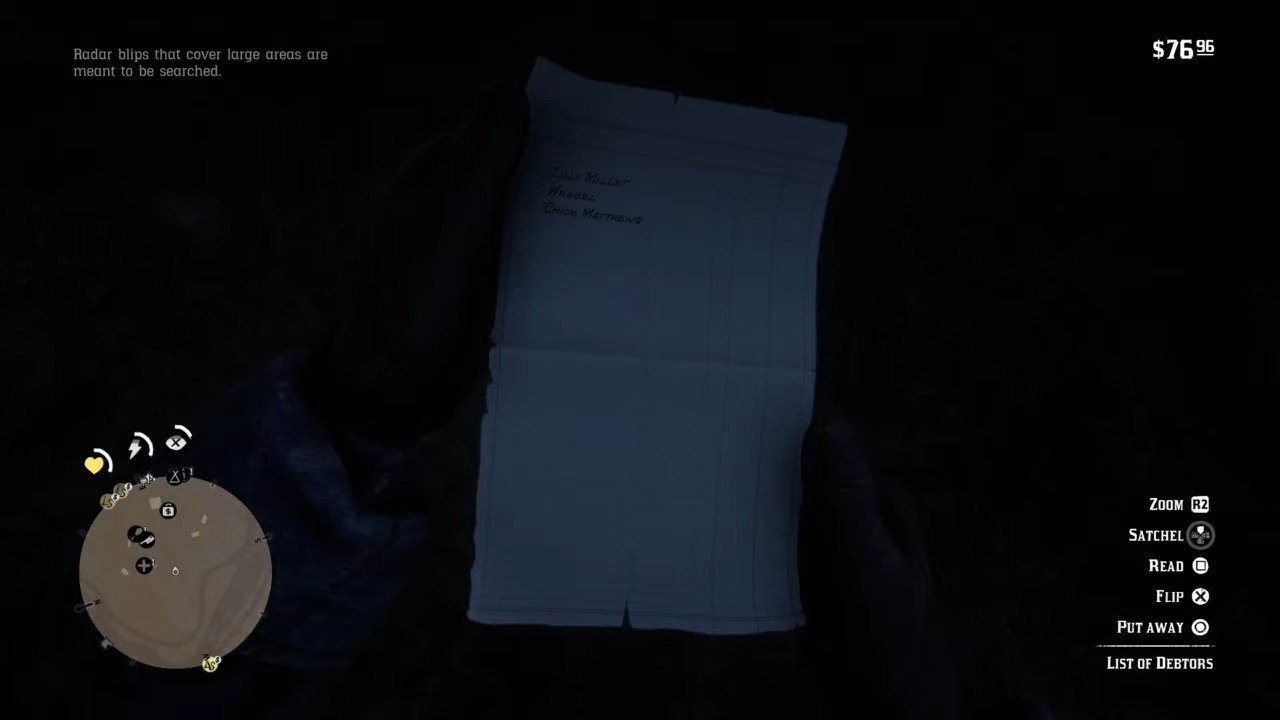 Radar blips that cover large areas are
meant to be searched.
$76 96
Lilly Millet
Wrobel
Chick Matthews
Zoom R2
Satchel
Read
Flip
Put away
List of Debtors